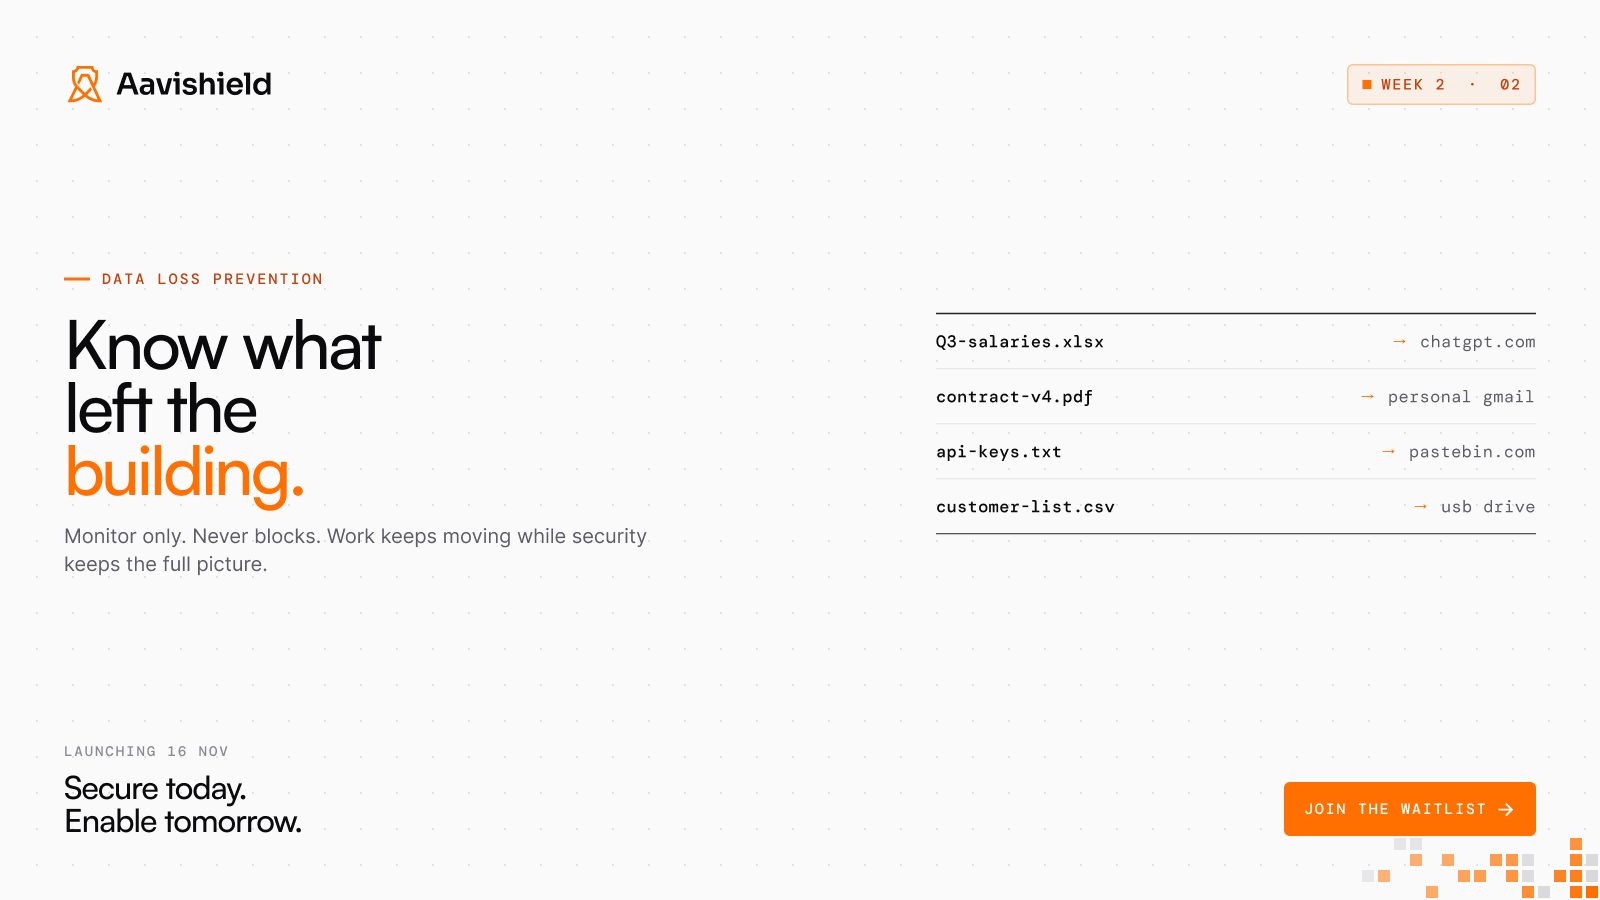 Aavishield
WEEK 2 · 02
DATA LOSS PREVENTION
Know what
left the
building.
Monitor only. Never blocks. Work keeps moving while security
keeps the full picture.
Q3-salaries.xlsx → chatgpt.com
contract-v4.pdf → personal gmail
api-keys.txt → pastebin.com
customer-list.csv → usb drive
LAUNCHING 16 NOV
Secure today.
Enable tomorrow.
JOIN THE WAITLIST →